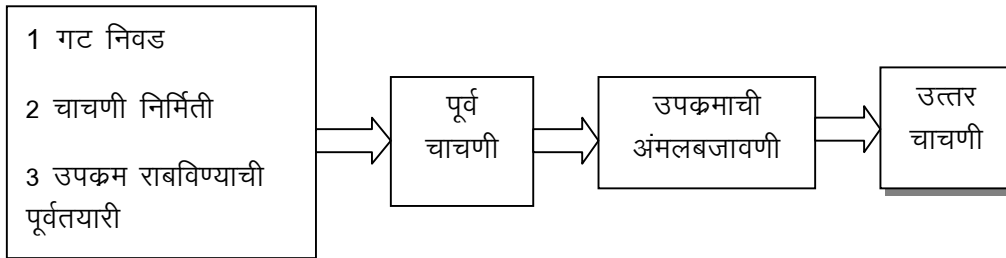 1 गट निवड
2 चाचणी निर्मिती
3 उपक्रम राबविण्याची
पूर्वतयारी
पूर्व
चाचणी
उपक्रमाची
अंमलबजावणी
उत्तर
चाचणी